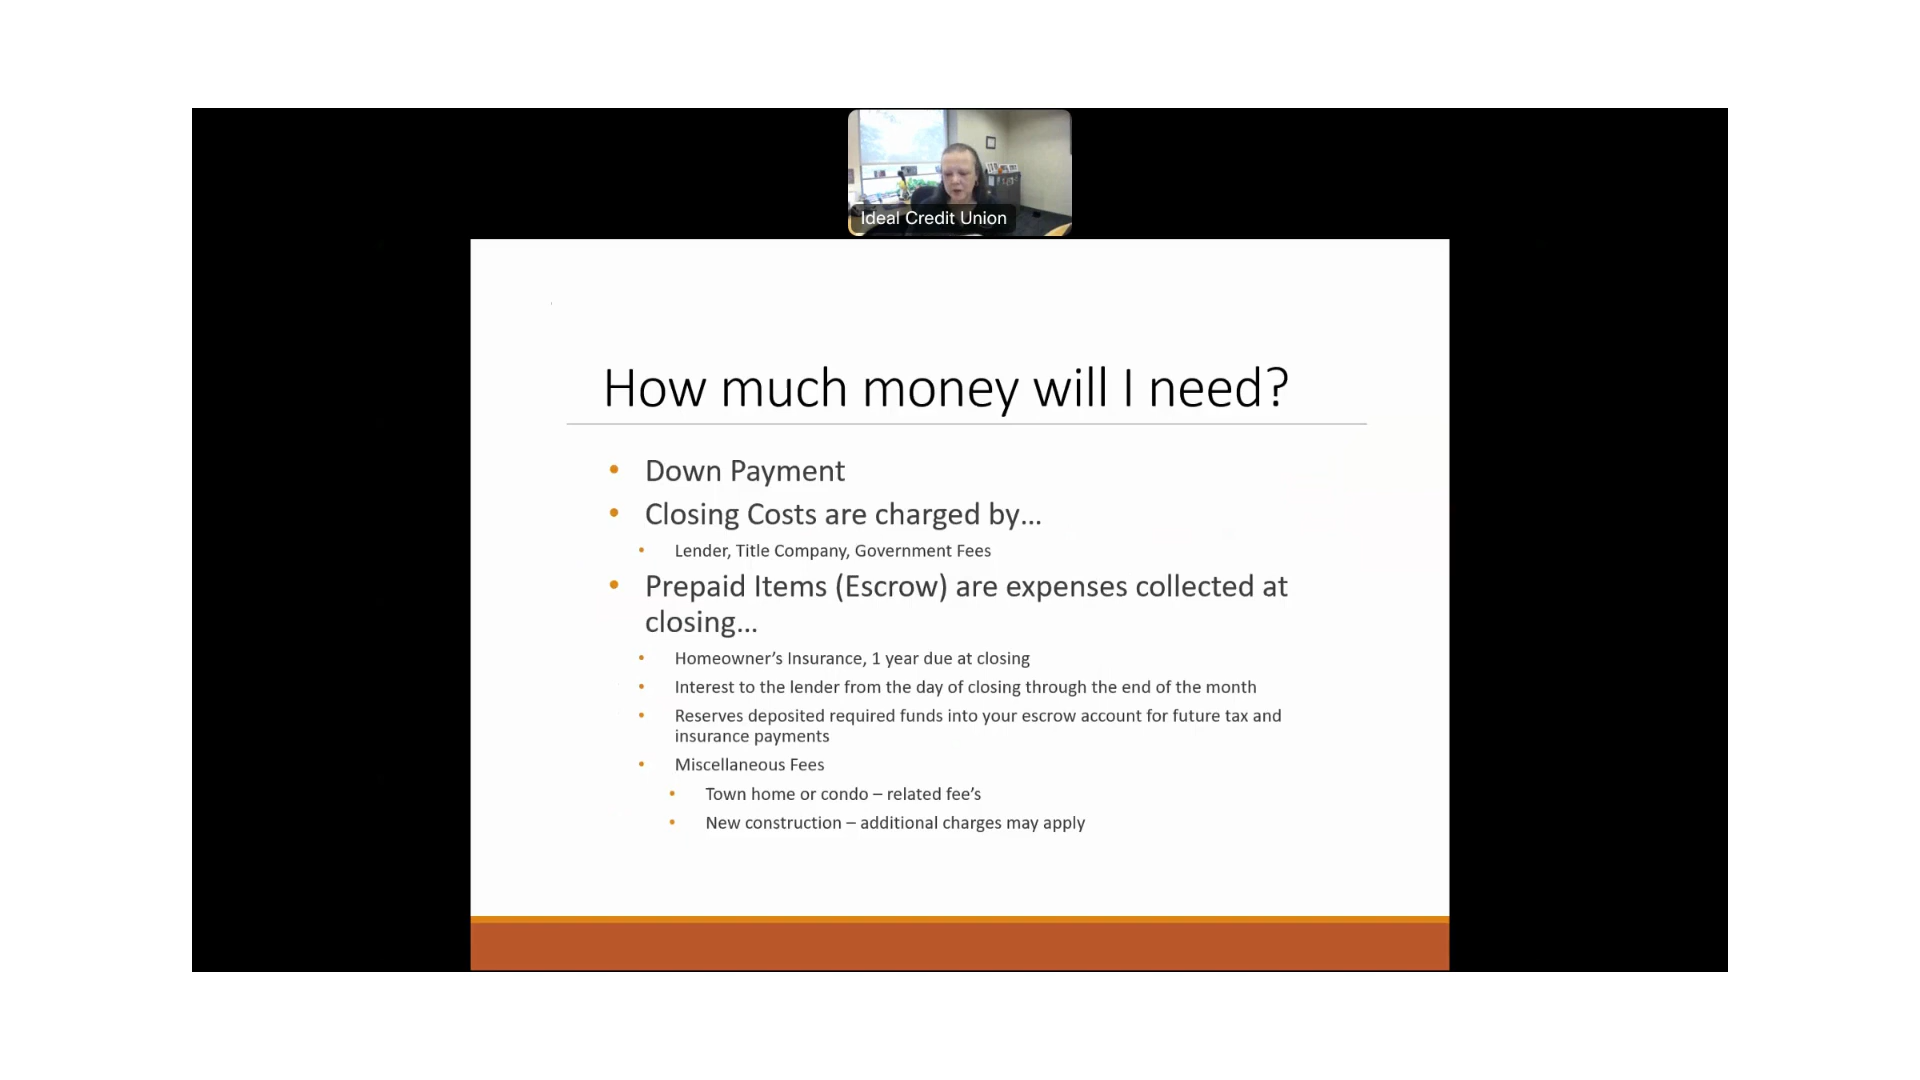 Ideal Credit Union
How much money will I need?
• Down Payment
• Closing Costs are charged by...
• Lender, Title Company, Government Fees
• Prepaid Items (Escrow) are expenses collected at
closing...
• Homeowner’s Insurance, 1 year due at closing
• Interest to the lender from the day of closing through the end of the month
• Reserves deposited required funds into your escrow account for future tax and
insurance payments
• Miscellaneous Fees
• Town home or condo – related fee’s
• New construction – additional charges may apply